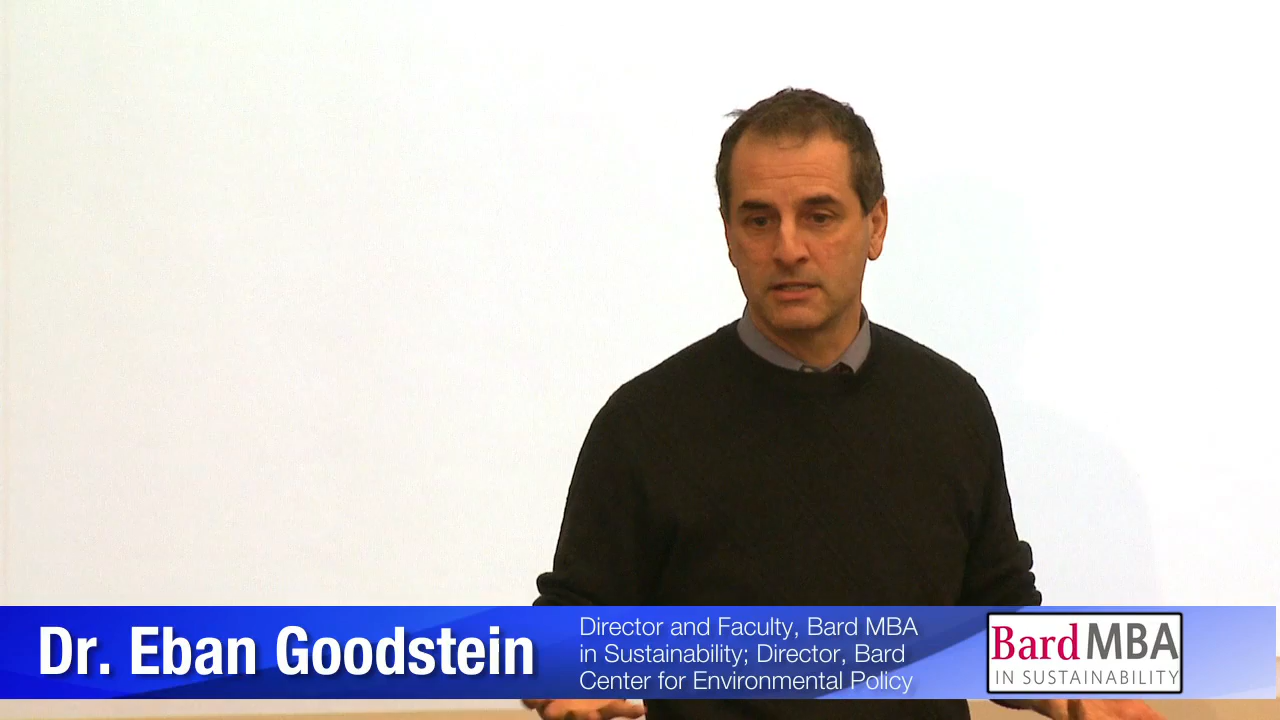 Dr. Eban Goodstein
Director and Faculty, Bard MBA
in Sustainability; Director, Bard
Center for Environmental Policy
Bard MBA
IN SUSTAINABILITY